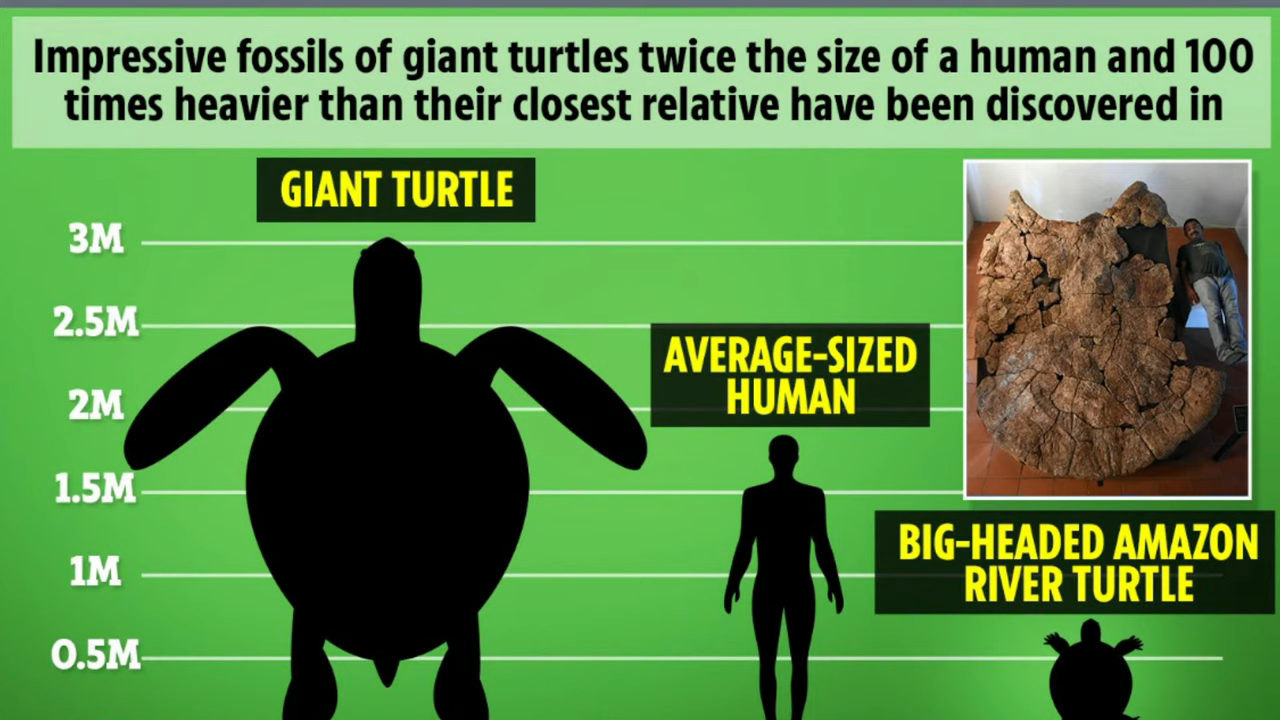 Impressive fossils of giant turtles twice the size of a human and 100
times heavier than their closest relative have been discovered in
GIANT TURTLE
3M
2.5M
AVERAGE-SIZED
HUMAN
2M
1.5M
BIG-HEADED AMAZON
RIVER TURTLE
1M
0.5M